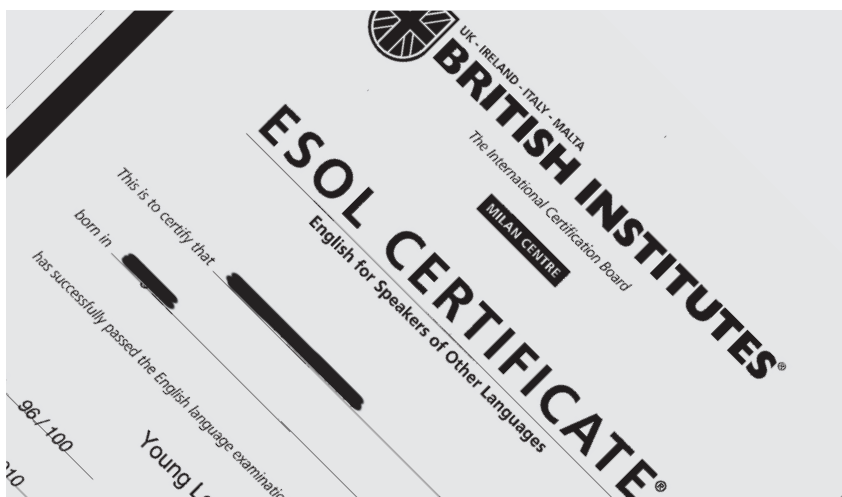 UK - IRELAND - ITALY - MALTA
BRITISH INSTITUTES®
The International Certification Board
MILAN CENTRE
ESOL CERTIFICATE®
English for Speakers of Other Languages
This is to certify that
born in
has successfully passed the English language
Young
96/100